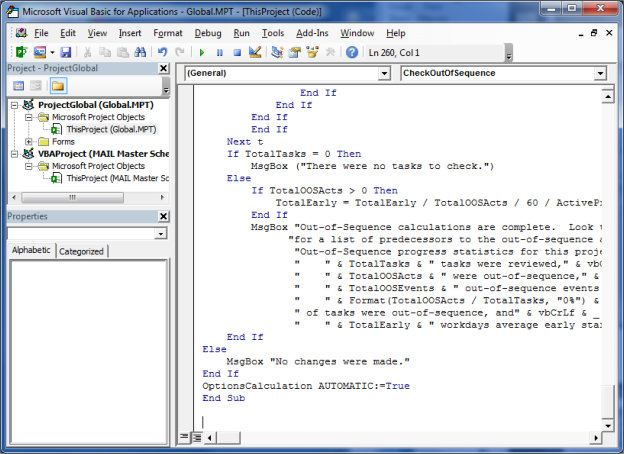 Microsoft Visual Basic for Applications - Global.MPT - [ThisProject (Code)]
File Edit View Insert Format Debug Run Tools Add-Ins Window Help
Ln 260, Col 1
Project - ProjectGlobal
ProjectGlobal (Global.MPT)
Microsoft Project Objects
ThisProject (Global.MPT)
Forms
VBAProject (MAIL Master Sche
Microsoft Project Objects
ThisProject (MAIL Master Sc
Properties
Alphabetic Categorized
(General) CheckOutOfSequence
End If
End If
End If
End If
Next t
If TotalTasks = 0 Then
MsgBox ("There were no tasks to check.")
Else
If TotalOOSActs > 0 Then
TotalEarly = TotalEarly / TotalOOSActs / 60 / ActivePr
End If
MsgBox "Out-of-Sequence calculations are complete.  Look t
"for a list of predecessors to the out-of-sequence a
"Out-of-Sequence progress statistics for this proje
"    " & TotalTasks & " tasks were reviewed," & vbC
"    " & TotalOOSActs & " were out-of-sequence," &
"    " & TotalOOSEvents & " out-of-sequence events
"    " & Format(TotalOOSActs / TotalTasks, "0%") &
" of tasks were out-of-sequence, and" & vbCrLf & _
"    " & TotalEarly & " workdays average early star
End If
Else
MsgBox "No changes were made."
End If
OptionsCalculation AUTOMATIC:=True
End Sub